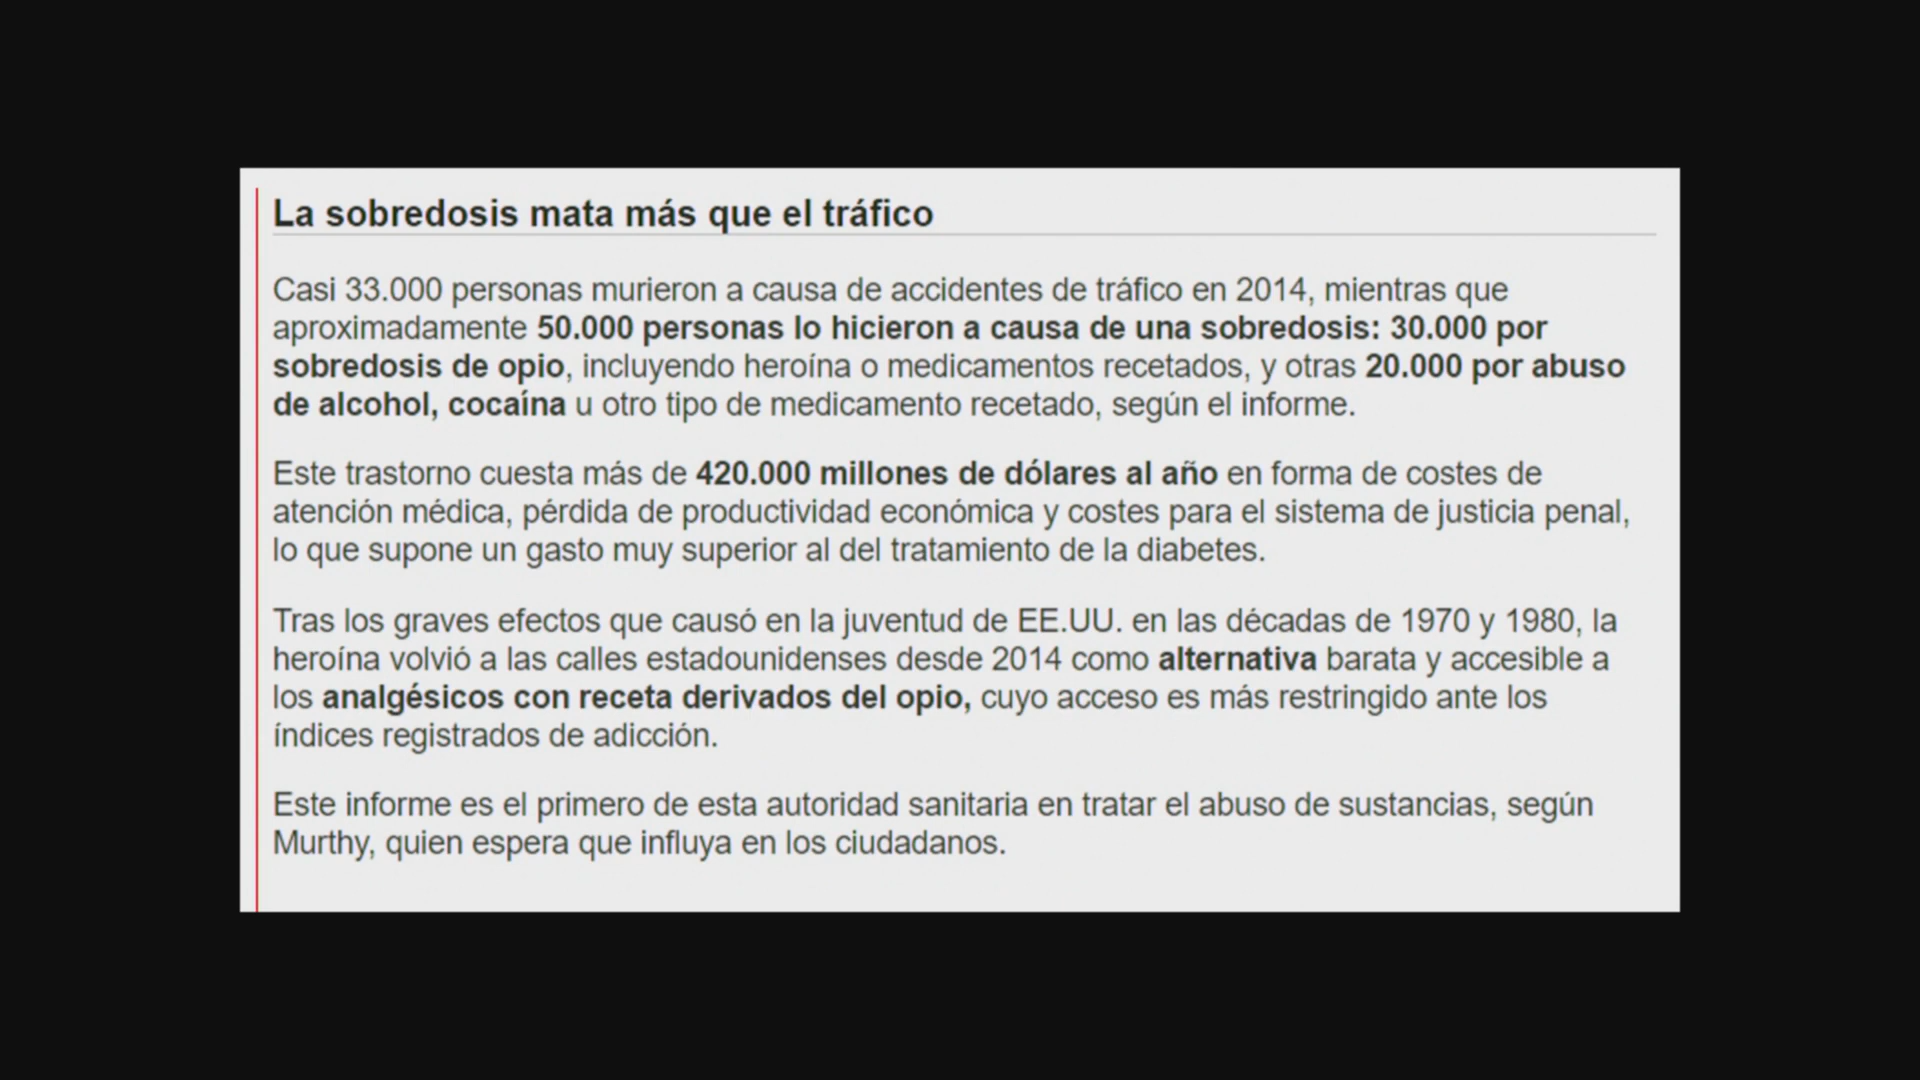 La sobredosis mata más que el tráfico
Casi 33.000 personas murieron a causa de accidentes de tráfico en 2014, mientras que
aproximadamente 50.000 personas lo hicieron a causa de una sobredosis: 30.000 por
sobredosis de opio, incluyendo heroína o medicamentos recetados, y otras 20.000 por abuso
de alcohol, cocaína u otro tipo de medicamento recetado, según el informe.
Este trastorno cuesta más de 420.000 millones de dólares al año en forma de costes de
atención médica, pérdida de productividad económica y costes para el sistema de justicia penal,
lo que supone un gasto muy superior al del tratamiento de la diabetes.
Tras los graves efectos que causó en la juventud de EE.UU. en las décadas de 1970 y 1980, la
heroína volvió a las calles estadounidenses desde 2014 como alternativa barata y accesible a
los analgésicos con receta derivados del opio, cuyo acceso es más restringido ante los
índices registrados de adicción.
Este informe es el primero de esta autoridad sanitaria en tratar el abuso de sustancias, según
Murthy, quien espera que influya en los ciudadanos.